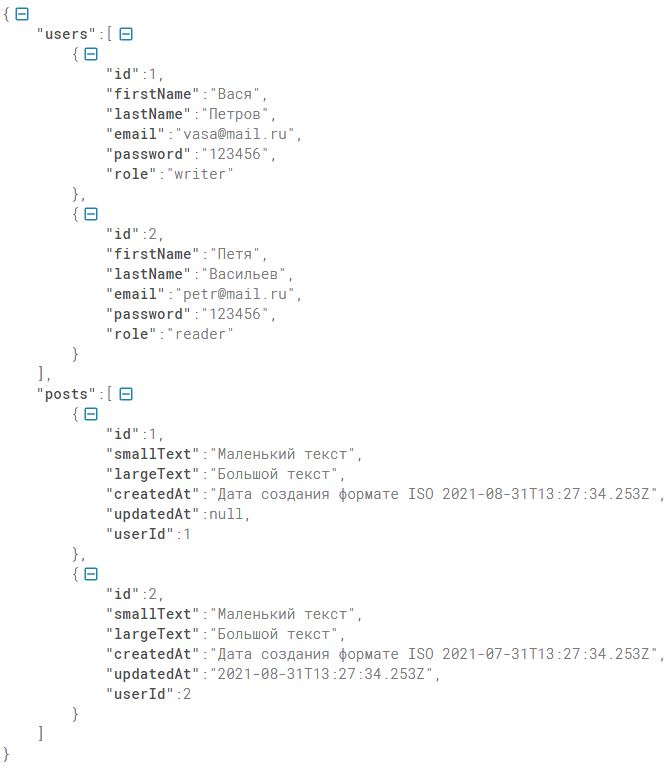 {
"users":[
{
"id":1,
"firstName":"Вася",
"lastName":"Петров",
"email":"vasa@mail.ru",
"password":"123456",
"role":"writer"
},
{
"id":2,
"firstName":"Петя",
"lastName":"Васильев",
"email":"petr@mail.ru",
"password":"123456",
"role":"reader"
}
],
"posts":[
{
"id":1,
"smallText":"Маленький текст",
"largeText":"Большой текст",
"createdAt":"Дата создания формате ISO 2021-08-31T13:27:34.253Z",
"updatedAt":null,
"userId":1
},
{
"id":2,
"smallText":"Маленький текст",
"largeText":"Большой текст",
"createdAt":"Дата создания формате ISO 2021-07-31T13:27:34.253Z",
"updatedAt":"2021-08-31T13:27:34.253Z",
"userId":2
}
]
}